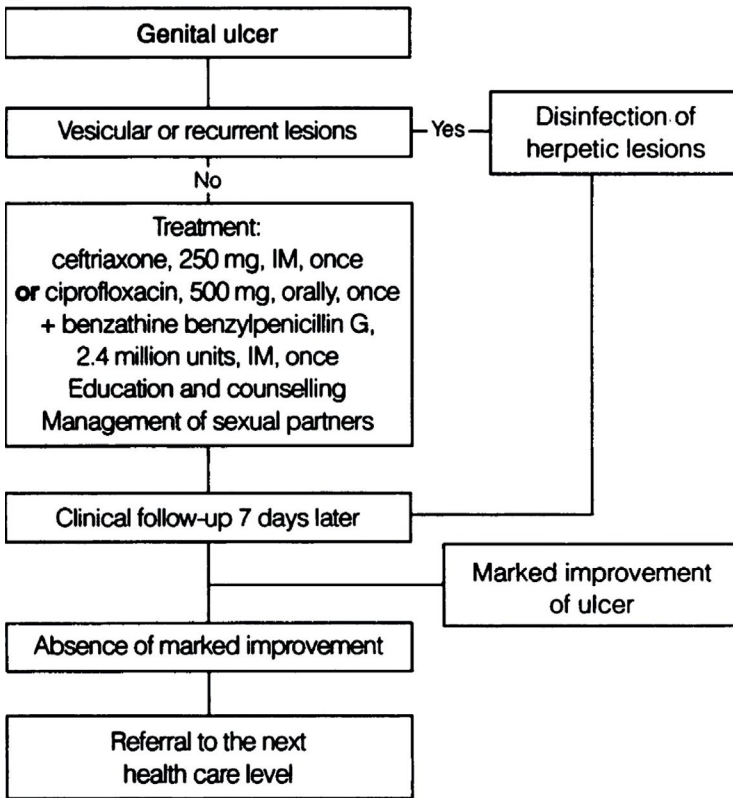 Genital ulcer
Vesicular or recurrent lesions
Yes
Disinfection of
herpetic lesions
No
Treatment:
ceftriaxone, 250 mg, IM, once
or ciprofloxacin, 500 mg, orally, once
+ benzathine benzylpenicillin G,
2.4 million units, IM, once
Education and counselling
Management of sexual partners
Clinical follow-up 7 days later
Marked improvement
of ulcer
Absence of marked improvement
Referral to the next
health care level